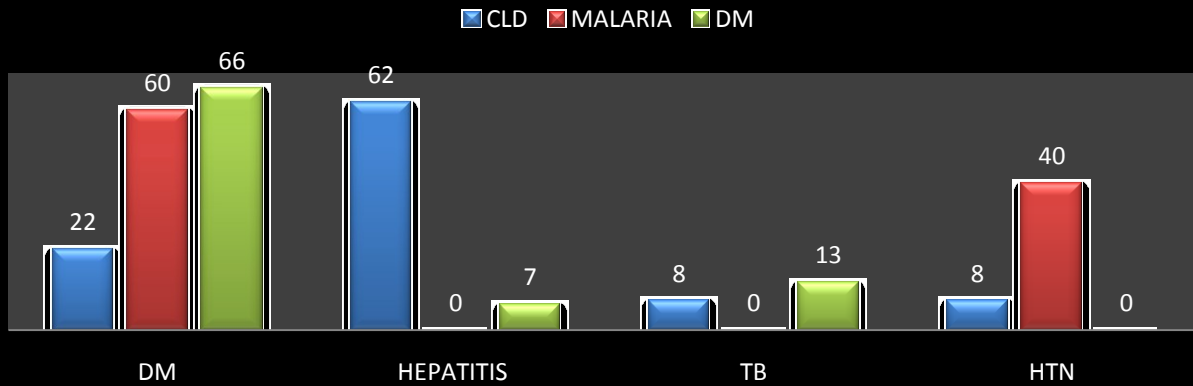 CLD MALARIA DM
22 60 66 62 0 7 8 0 13 8 40 0
DM HEPATITIS TB HTN